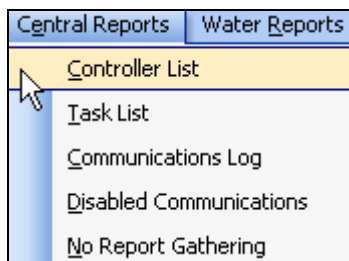 Central Reports Water Reports
Controller List
Task List
Communications Log
Disabled Communications
No Report Gathering